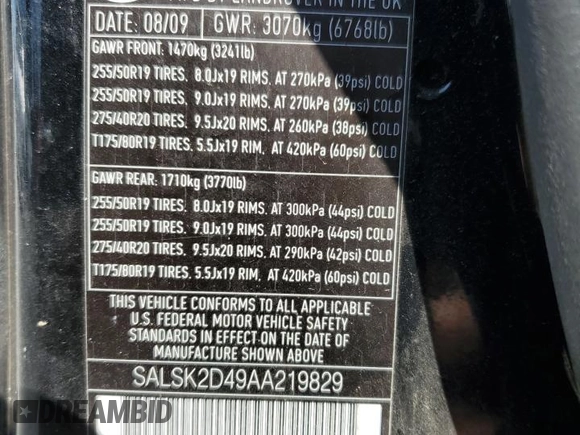 BY LANDROVER IN THE UK
DATE: 08/09 GWR: 3070kg (6768lb)
GAWR FRONT: 1470kg (3241lb)
255/50R19 TIRES. 8.0Jx19 RIMS. AT 270kPa (39psi) COLD
255/50R19 TIRES. 9.0Jx19 RIMS. AT 270kPa (39psi) COLD
275/40R20 TIRES. 9.5Jx20 RIMS. AT 260kPa (38psi) COLD
T175/80R19 TIRES. 5.5Jx19 RIM. AT 420kPa (60psi) COLD
GAWR REAR: 1710kg (3770lb)
255/50R19 TIRES. 8.0Jx19 RIMS. AT 300kPa (44psi) COLD
255/50R19 TIRES. 9.0Jx19 RIMS. AT 300kPa (44psi) COLD
275/40R20 TIRES. 9.5Jx20 RIMS. AT 290kPa (42psi) COLD
T175/80R19 TIRES. 5.5Jx19 RIM. AT 420kPa (60psi) COLD
THIS VEHICLE CONFORMS TO ALL APPLICABLE
U.S. FEDERAL MOTOR VEHICLE SAFETY
STANDARDS IN EFFECT ON THE DATE OF
MANUFACTURE SHOWN ABOVE
SALSK2D49AA219829
DREAMBID